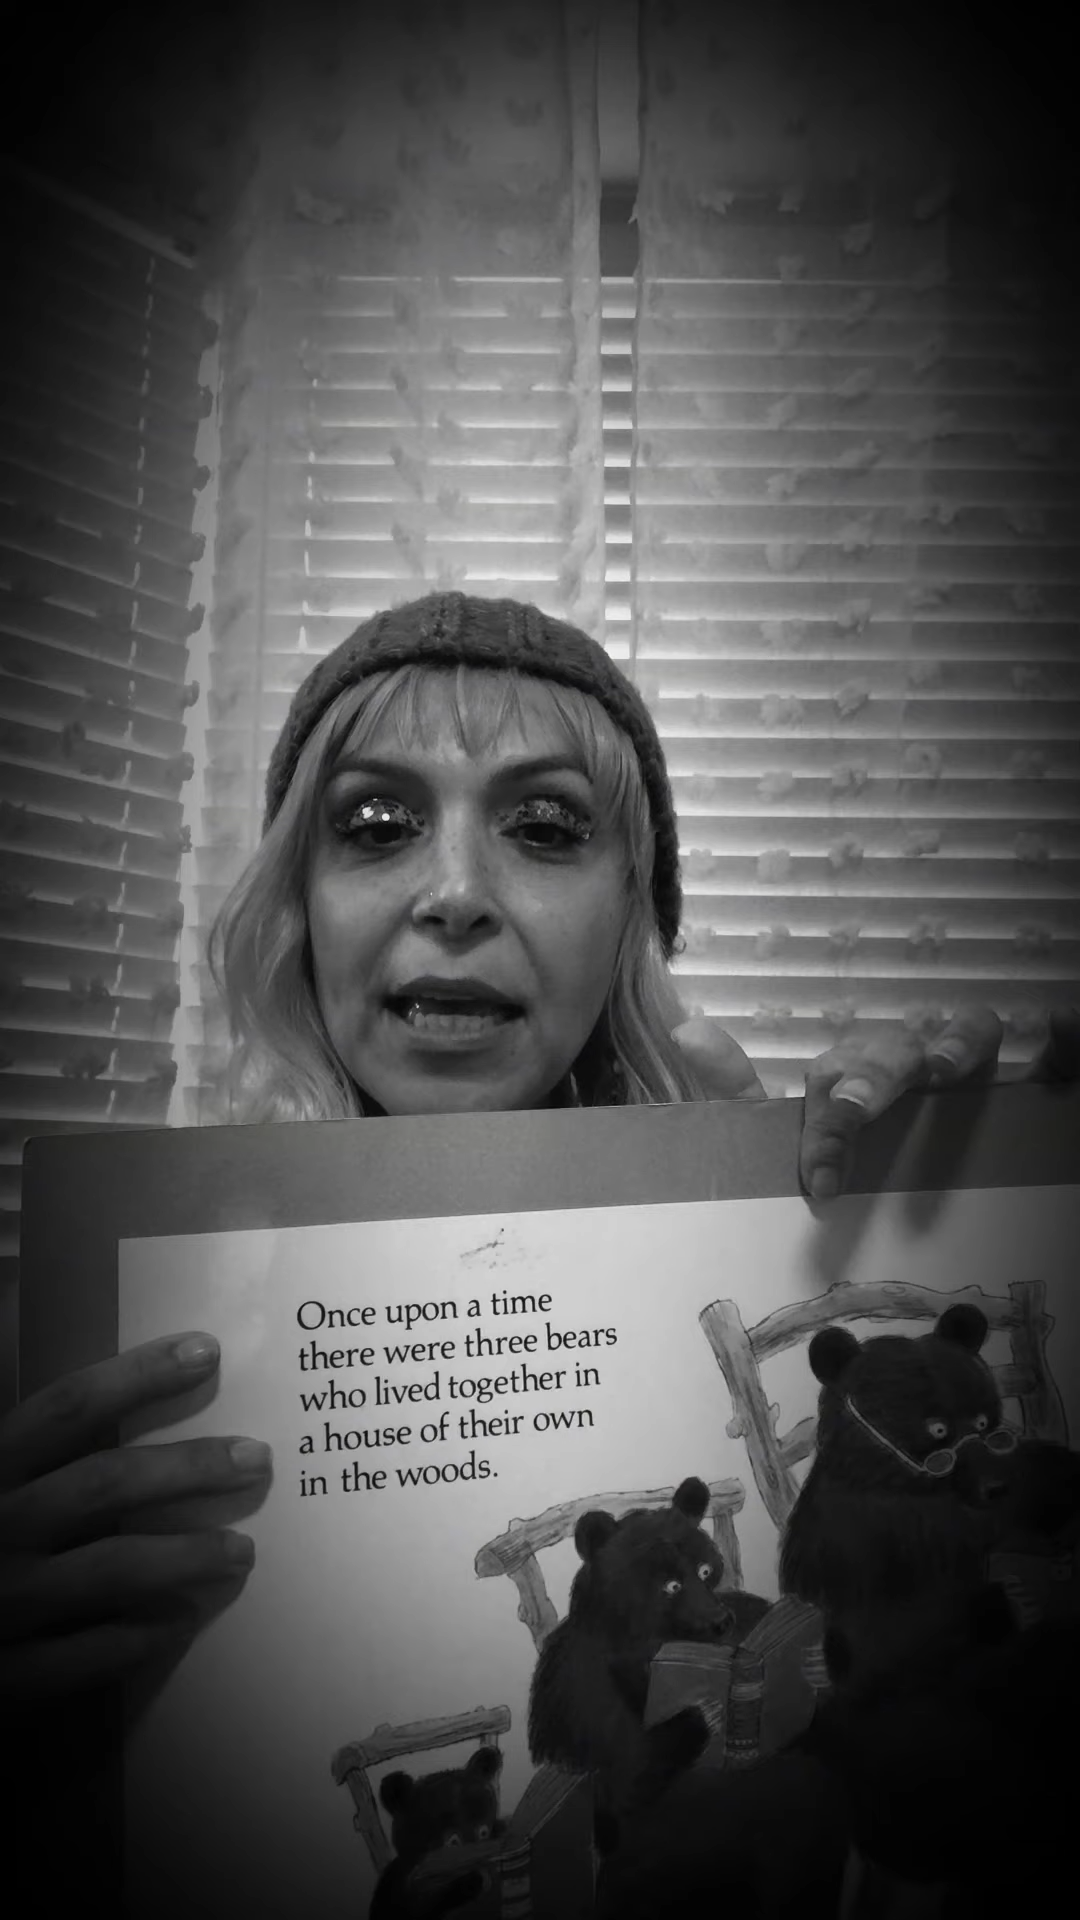 Once upon a time
there were three bears
who lived together in
a house of their own
in the woods.